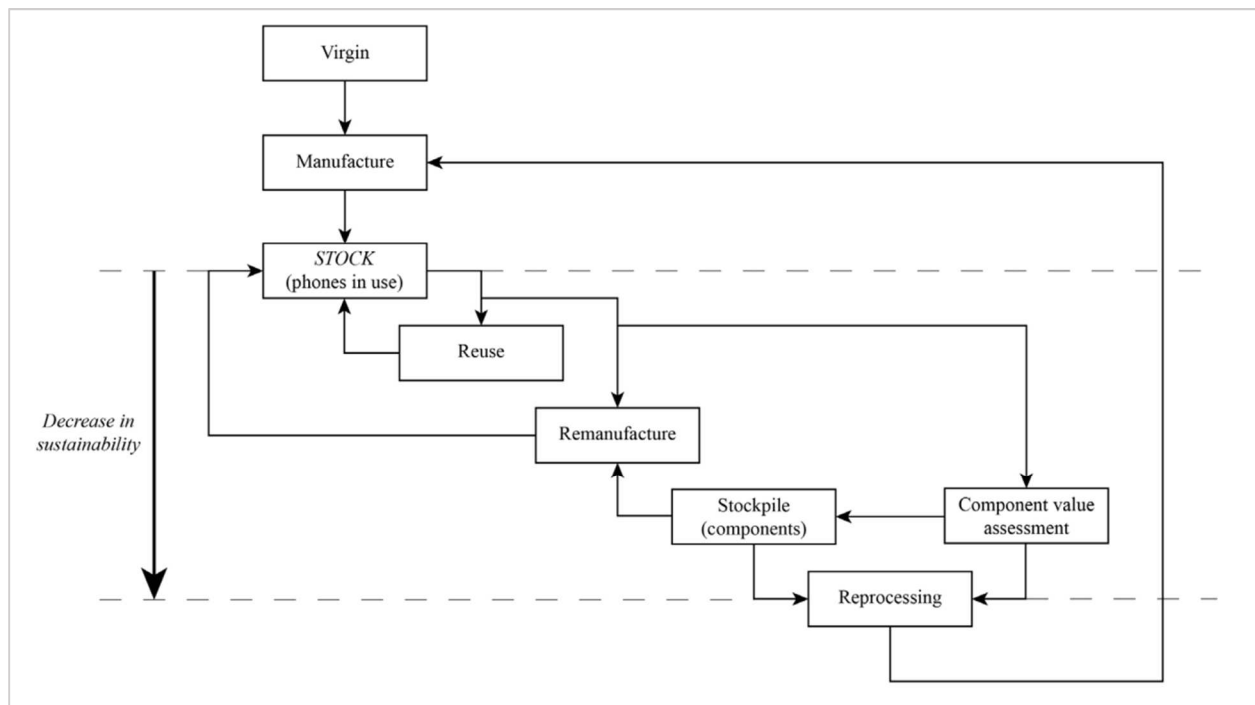 Virgin
Manufacture
STOCK
(phones in use)
Reuse
Decrease in
sustainability
Remanufacture
Stockpile
(components)
Component value
assessment
Reprocessing